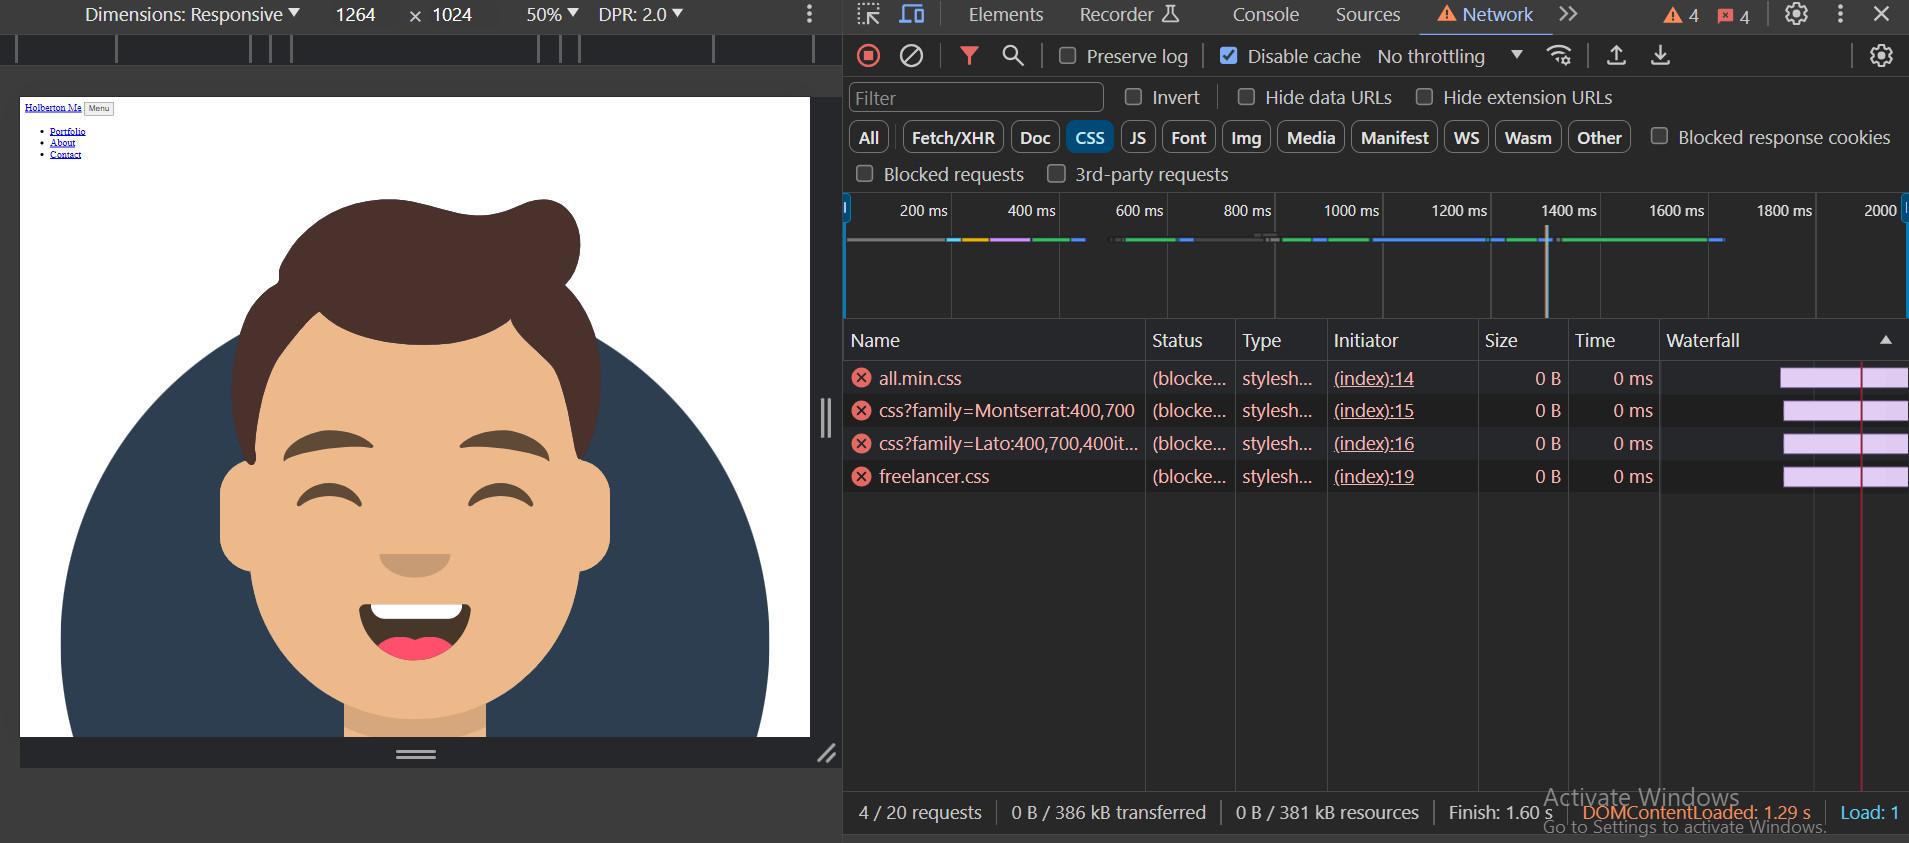 Dimensions: Responsive 1264 × 1024 50% DPR: 2.0
Holberton Me Menu
Portfolio
About
Contact
Elements Recorder Console Sources Network 4 4
Preserve log Disable cache No throttling
Filter Invert Hide data URLs Hide extension URLs
All Fetch/XHR Doc CSS JS Font Img Media Manifest WS Wasm Other Blocked response cookies
Blocked requests 3rd-party requests
200 ms 400 ms 600 ms 800 ms 1000 ms 1200 ms 1400 ms 1600 ms 1800 ms 2000
Name Status Type Initiator Size Time Waterfall
all.min.css (blocke... stylesh... (index):14 0 B 0 ms
css?family=Montserrat:400,700 (blocke... stylesh... (index):15 0 B 0 ms
css?family=Lato:400,700,400it... (blocke... stylesh... (index):16 0 B 0 ms
freelancer.css (blocke... stylesh... (index):19 0 B 0 ms
4 / 20 requests 0 B / 386 kB transferred 0 B / 381 kB resources Finish: 1.60 s DOMContentLoaded: 1.29 s Load: 1
Activate Windows
Go to Settings to activate Windows.